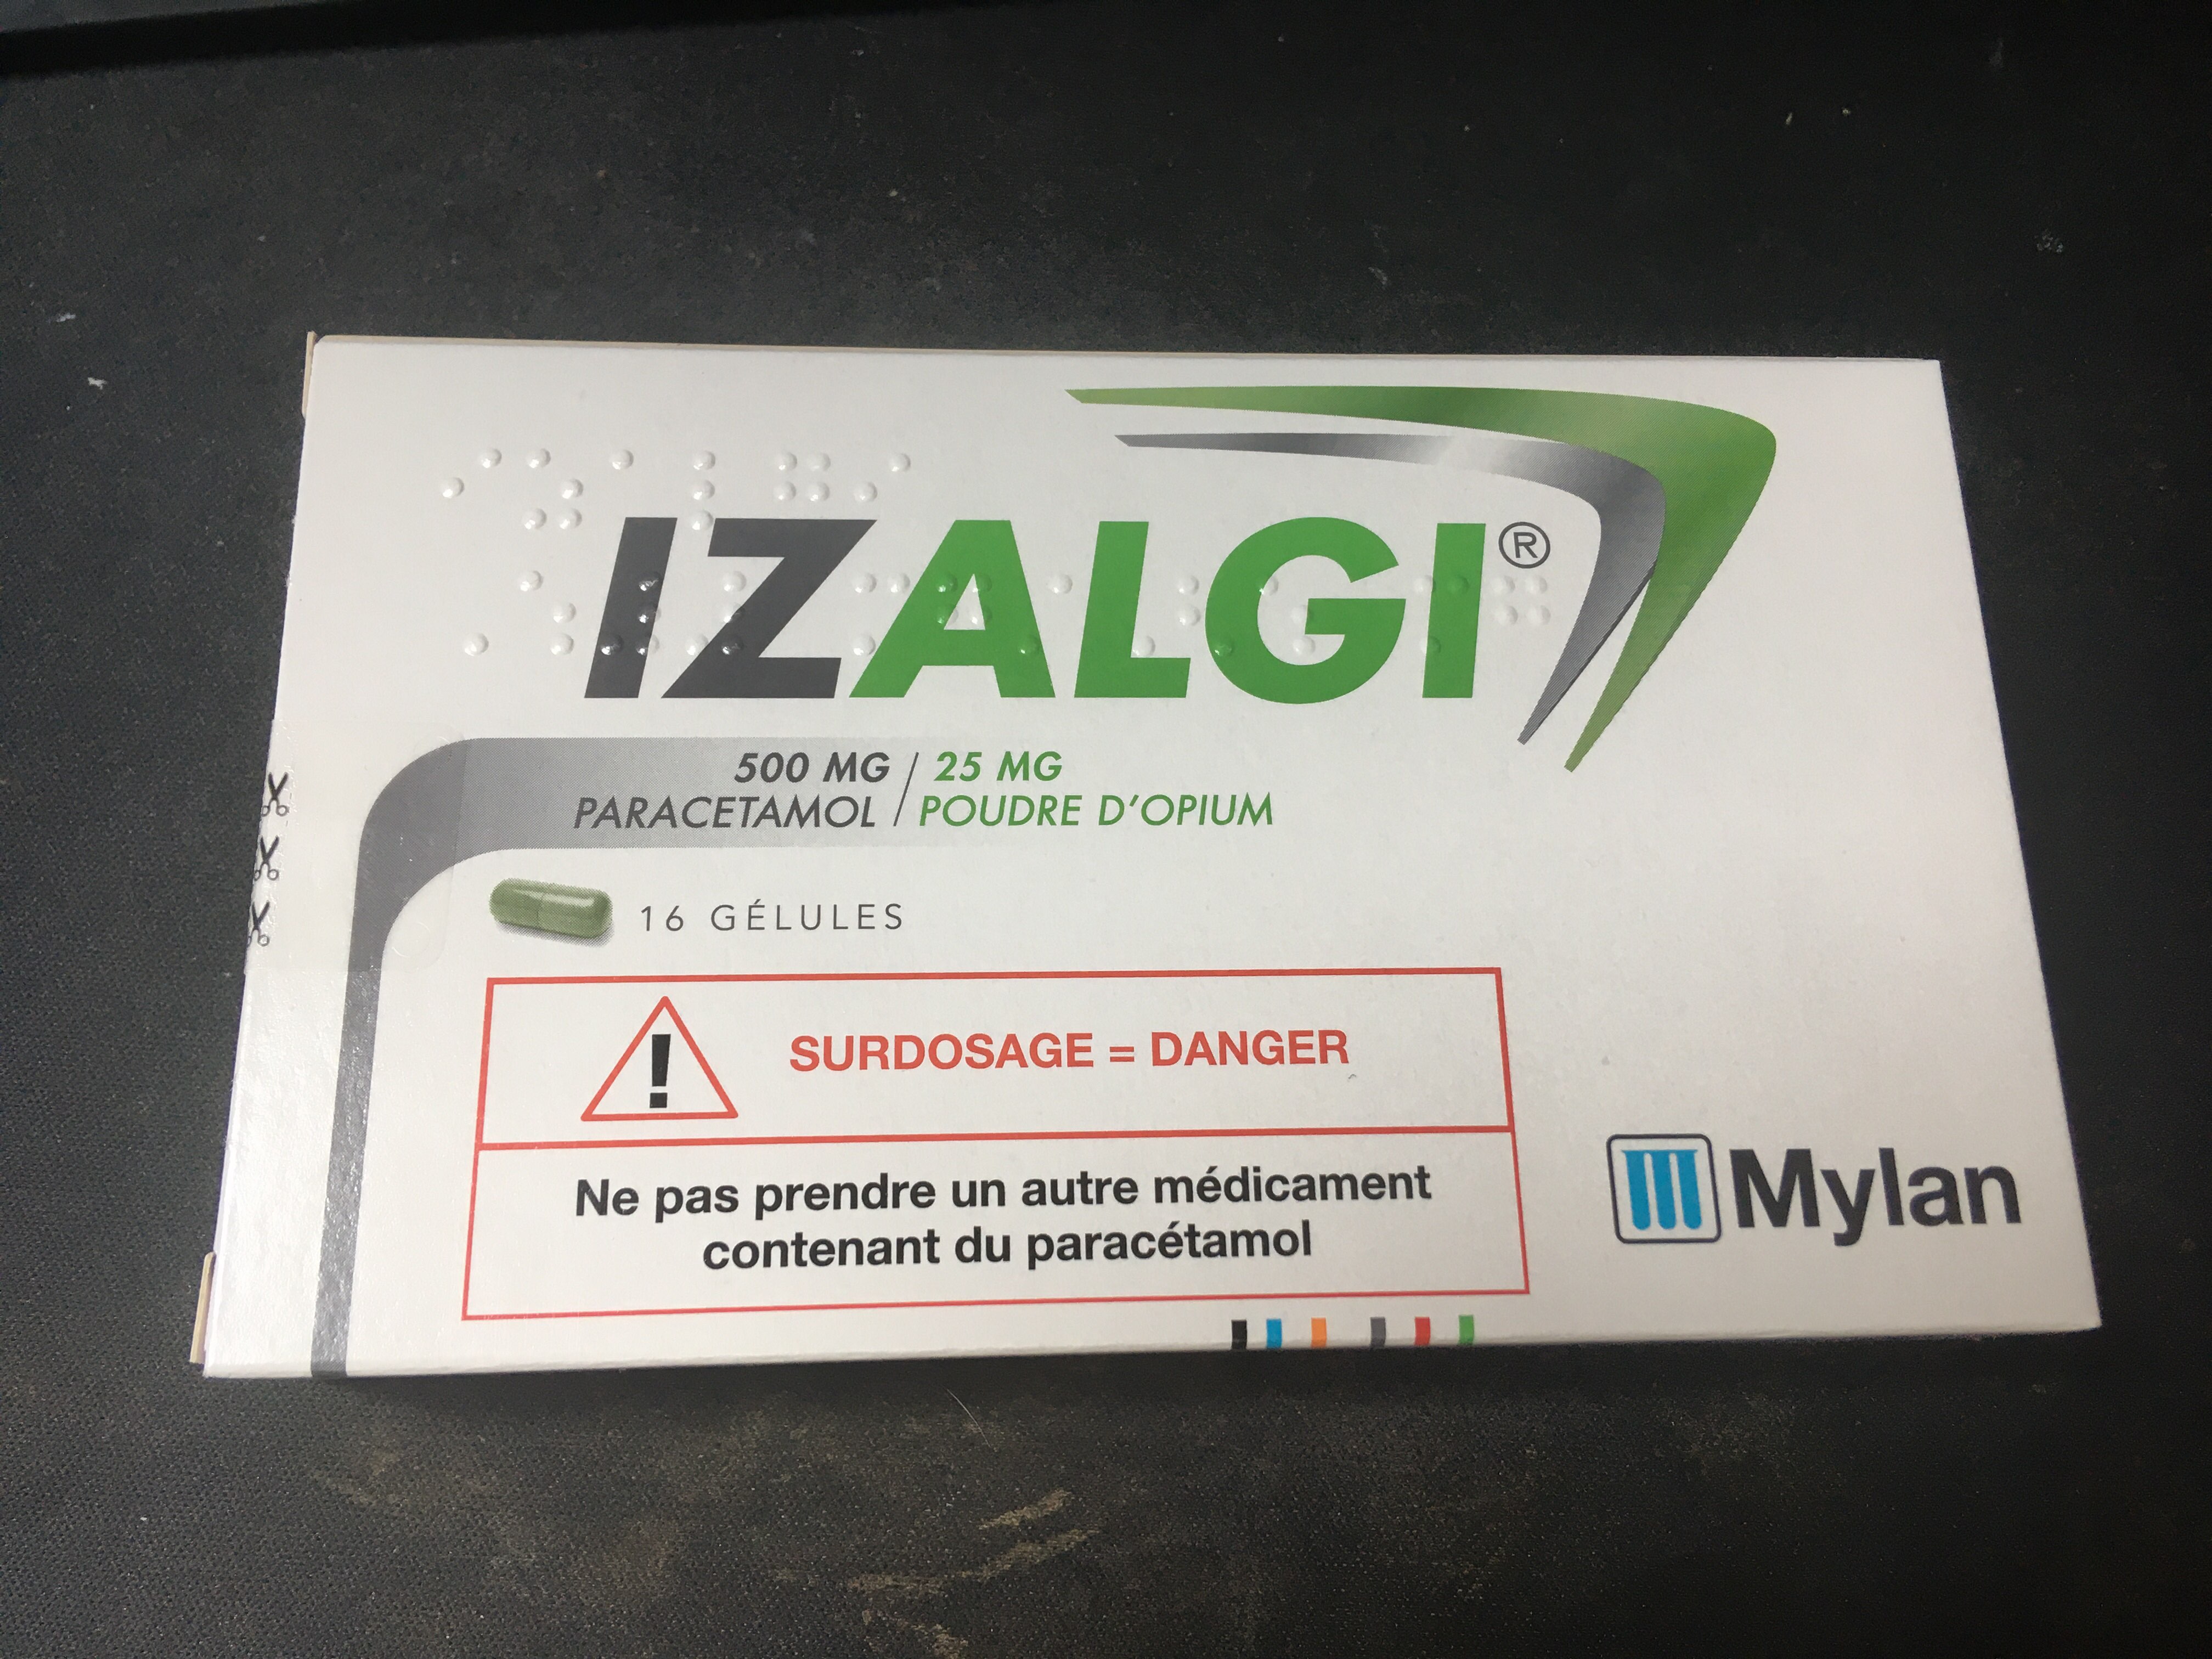 IZALGI®
500 MG / 25 MG
PARACETAMOL / POUDRE D'OPIUM
16 GÉLULES
! SURDOSAGE = DANGER
Ne pas prendre un autre médicament
contenant du paracétamol
Mylan